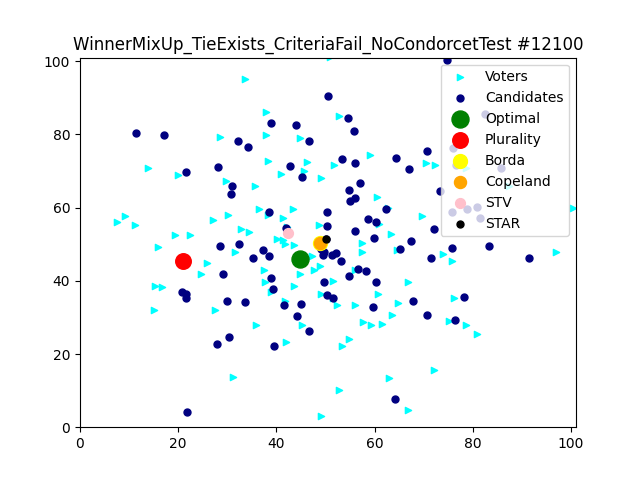 WinnerMixUp_TieExists_CriteriaFail_NoCondorcetTest #12100
100
80
60
40
20
0
0 20 40 60 80 100
Voters
Candidates
Optimal
Plurality
Borda
Copeland
STV
STAR